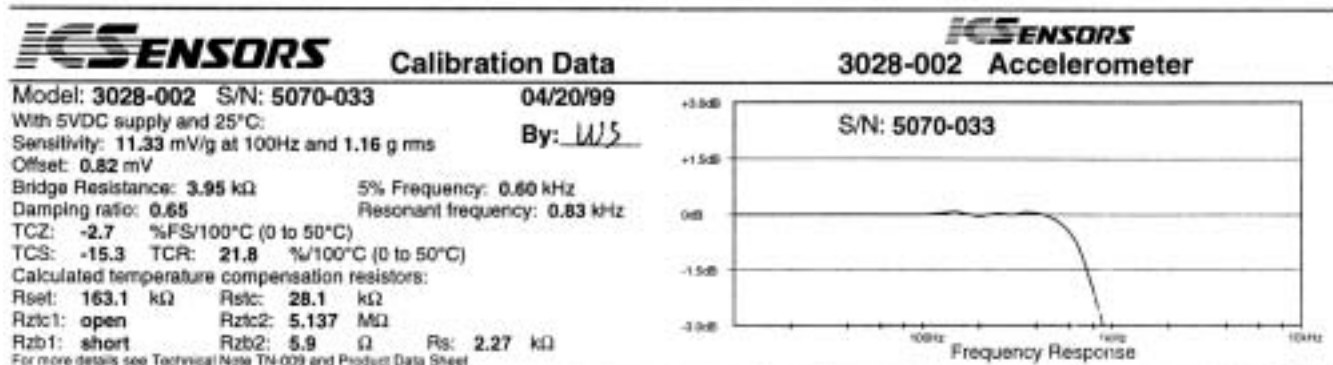 ICSENSORS Calibration Data
Model: 3028-002 S/N: 5070-033 04/20/99
With 5VDC supply and 25°C:
By: WS
Sensitivity: 11.33 mV/g at 100Hz and 1.16 g rms
Offset: 0.82 mV
Bridge Resistance: 3.95 kΩ 5% Frequency: 0.60 kHz
Damping ratio: 0.65 Resonant frequency: 0.83 kHz
TCZ: -2.7 %FS/100°C (0 to 50°C)
TCS: -15.3 TCR: 21.8 %/100°C (0 to 50°C)
Calculated temperature compensation resistors:
Rset: 163.1 kΩ Rstc: 28.1 kΩ
Rztc1: open Rztc2: 5.137 MΩ
Rzb1: short Rzb2: 5.9 Ω Rs: 2.27 kΩ
For more details see Technical Note TN-009 and Product Data Sheet
ICSENSORS
3028-002 Accelerometer
S/N: 5070-033
+3.0dB
+1.5dB
0dB
-1.5dB
-3.0dB
100Hz 1kHz 10kHz
Frequency Response